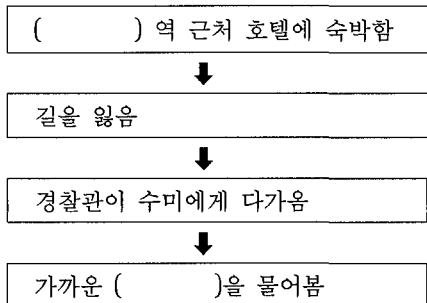 (          ) 역 근처 호텔에 숙박함
길을 잃음
경찰관이 수미에게 다가옴
가까운 (          )을 물어봄